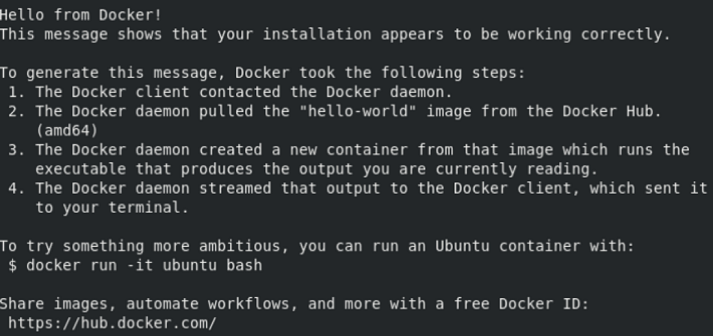 Hello from Docker!
This message shows that your installation appears to be working correctly.
To generate this message, Docker took the following steps:
1. The Docker client contacted the Docker daemon.
2. The Docker daemon pulled the "hello-world" image from the Docker Hub.
(amd64)
3. The Docker daemon created a new container from that image which runs the
executable that produces the output you are currently reading.
4. The Docker daemon streamed that output to the Docker client, which sent it
to your terminal.
To try something more ambitious, you can run an Ubuntu container with:
$ docker run -it ubuntu bash
Share images, automate workflows, and more with a free Docker ID:
https://hub.docker.com/